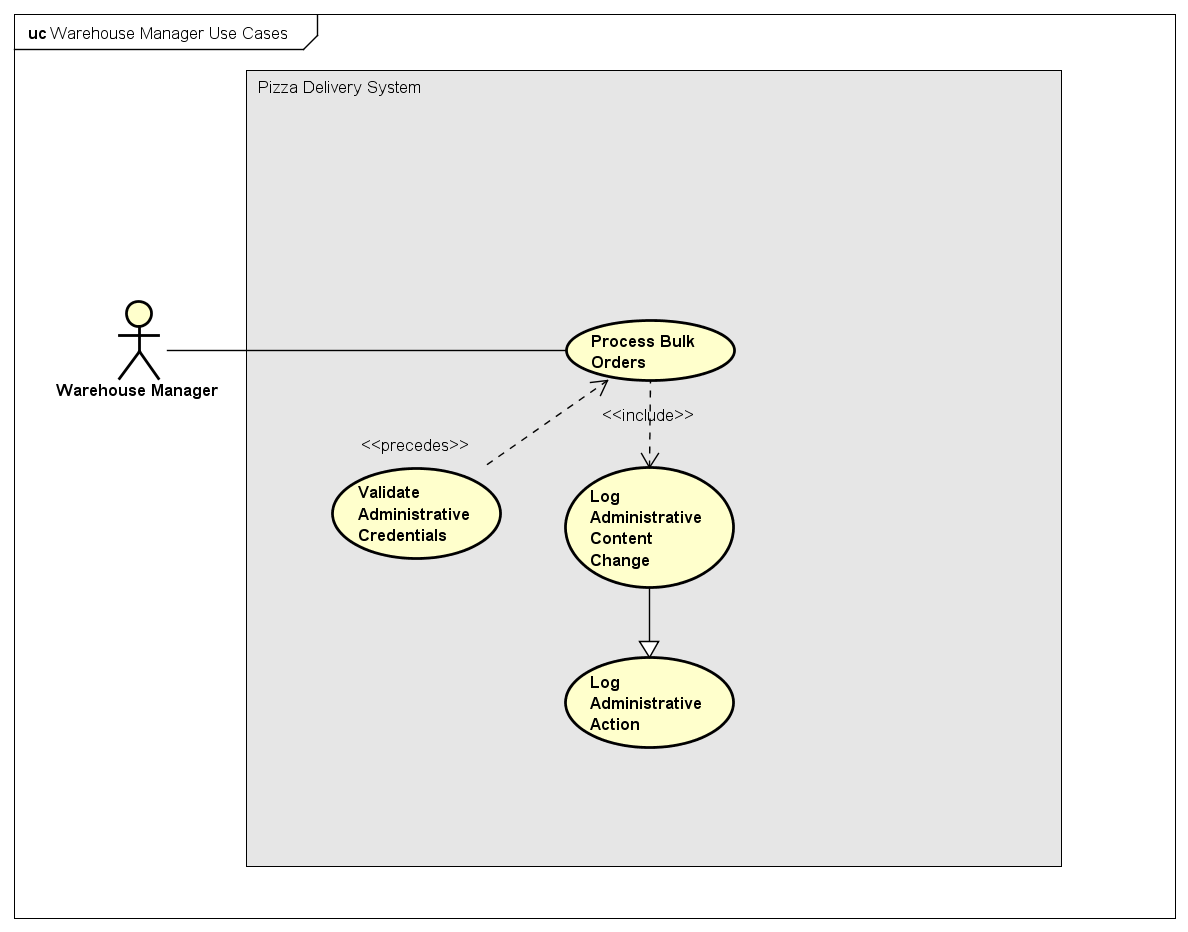 uc Warehouse Manager Use Cases
Pizza Delivery System
Process Bulk
Orders
Warehouse Manager
<<include>>
<<precedes>>
Validate
Administrative
Credentials
Log
Administrative
Content
Change
Log
Administrative
Action